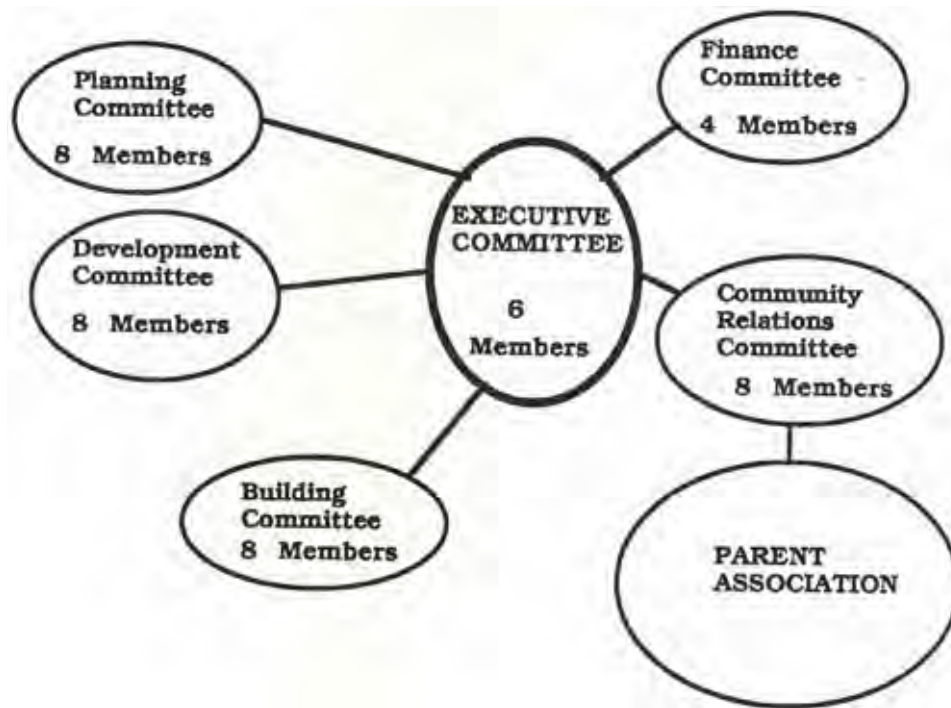 Planning
Committee
8 Members
Finance
Committee
4 Members
EXECUTIVE
COMMITTEE
6
Members
Development
Committee
8 Members
Community
Relations
Committee
8 Members
Building
Committee
8 Members
PARENT
ASSOCIATION